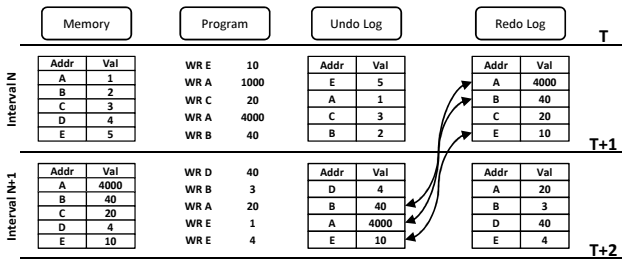 Memory Program Undo Log Redo Log
T
Interval N
Addr Val WR E 10 Addr Val Addr Val
A 1 WR A 1000 E 5 A 4000
B 2 WR C 20 A 1 B 40
C 3 WR A 4000 C 3 C 20
D 4 WR B 40 B 2 E 10
E 5
T+1
Interval N+1
Addr Val WR D 40 Addr Val Addr Val
A 4000 WR B 3 D 4 A 20
B 40 WR A 20 B 40 B 3
C 20 WR E 1 A 4000 D 40
D 4 WR E 4 E 10 E 4
E 10
T+2